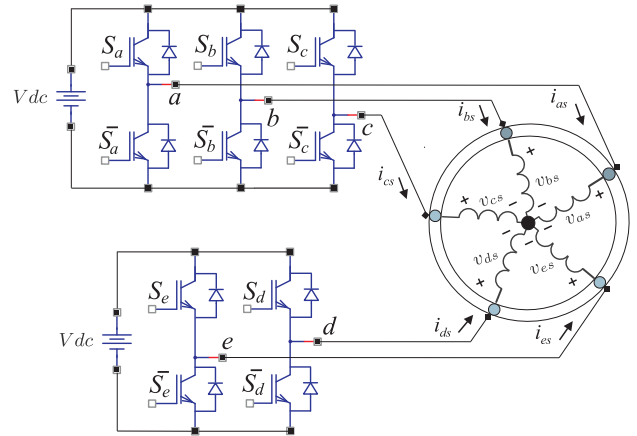 S_a S_b S_c
Vdc
a
b
c
S̄_a S̄_b S̄_c
i_as
i_bs
i_cs
+ v_bs
+ v_cs −
− v_as +
− v_ds +
− v_es +
S_e S_d
Vdc
d
e
S̄_e S̄_d
i_ds
i_es